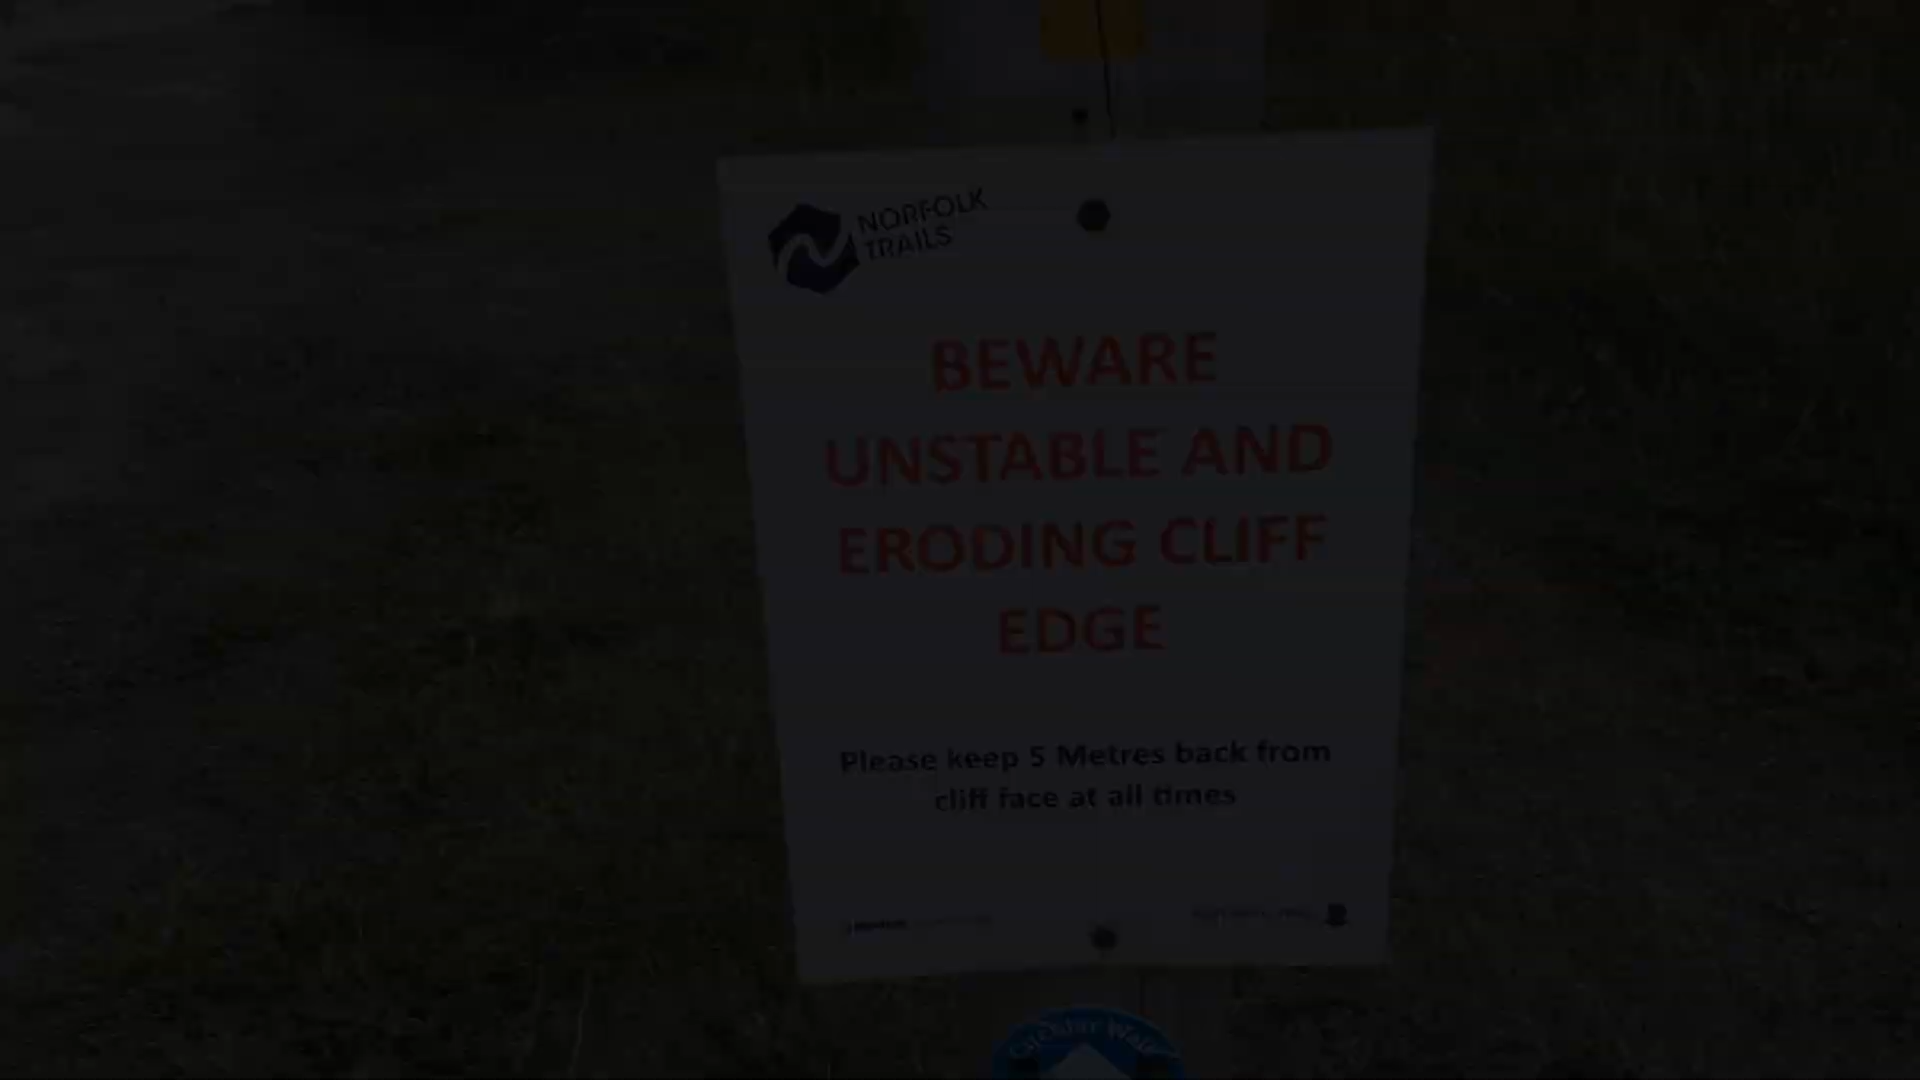 NORFOLK
TRAILS
BEWARE
UNSTABLE AND
ERODING CLIFF
EDGE
Please keep 5 Metres back from
cliff face at all times